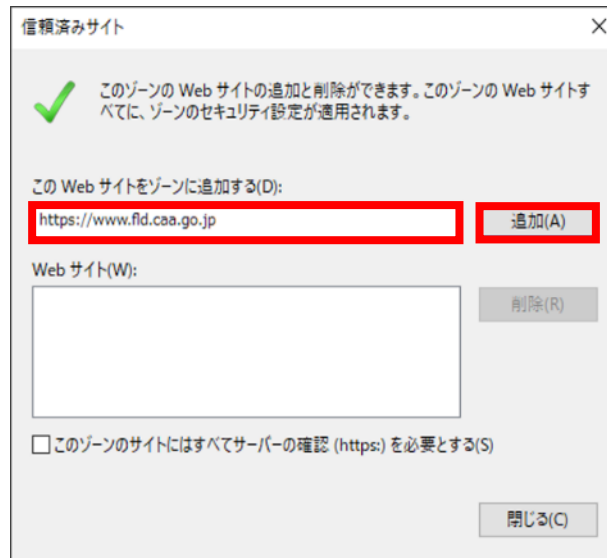 信頼済みサイト
このゾーンの Web サイトの追加と削除ができます。このゾーンの Web サイトす
べてに、ゾーンのセキュリティ設定が適用されます。
この Web サイトをゾーンに追加する(D):
https://www.fld.caa.go.jp
追加(A)
Web サイト(W):
削除(R)
このゾーンのサイトにはすべてサーバーの確認 (https:) を必要とする(S)
閉じる(C)